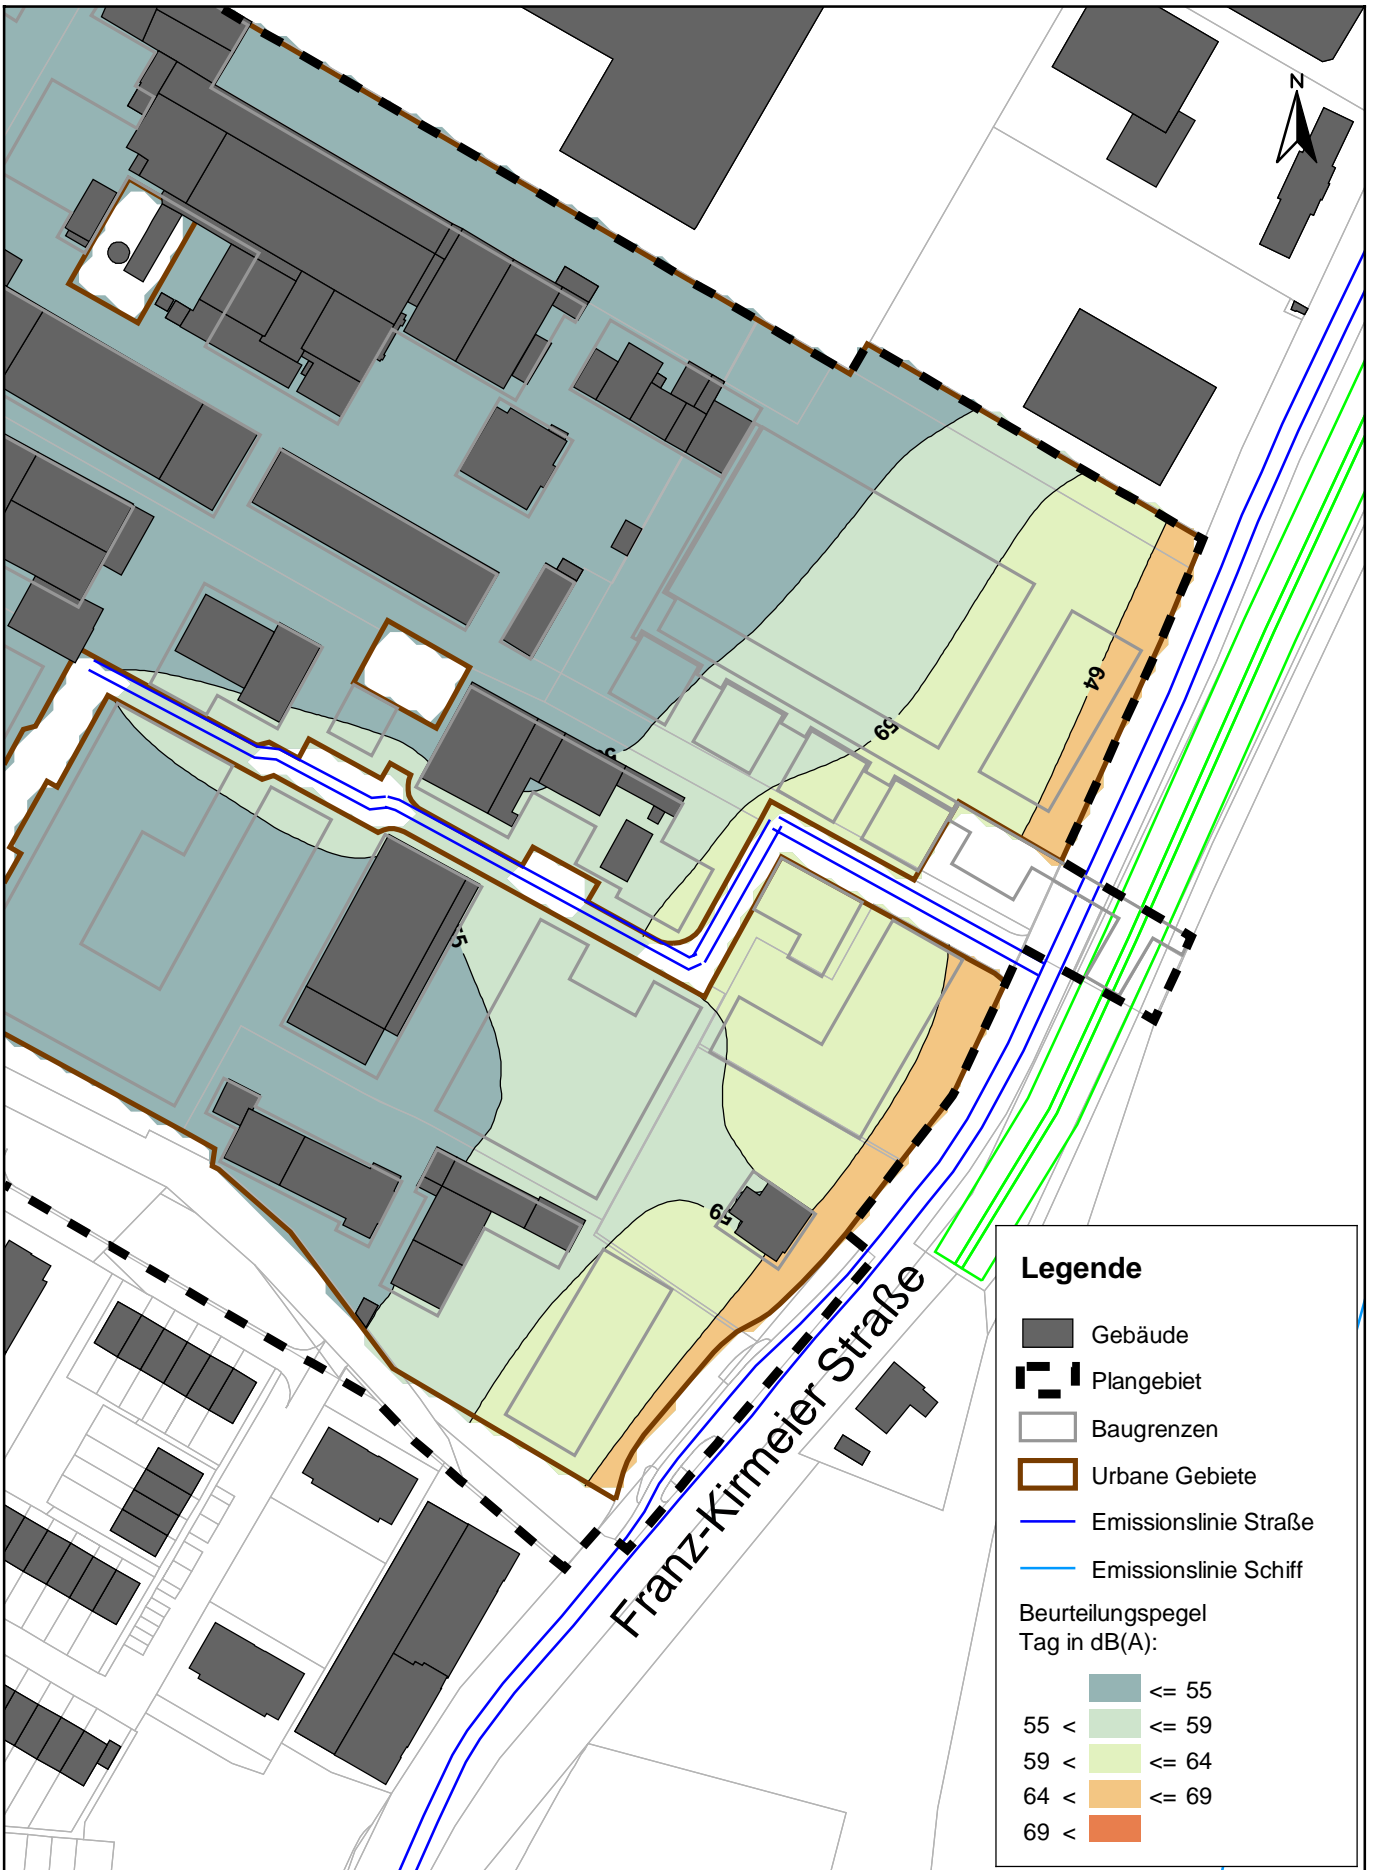 N
64
59
59
Franz-Kirmeier Straße
Legende
Gebäude
Plangebiet
Baugrenzen
Urbane Gebiete
Emissionslinie Straße
Emissionslinie Schiff
Beurteilungspegel
Tag in dB(A):
<= 55
55 < <= 59
59 < <= 64
64 < <= 69
69 <